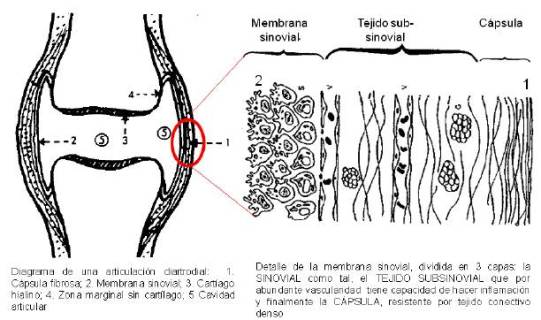 Membrana sinovial
Tejido sub-sinovial
Cápsula
4
5
5
2
3
1
2
s
v
v
1
Diagrama de una articulación diartrodial: 1.
Cápsula fibrosa; 2. Membrana sinovial; 3. Cartíago
hialino; 4. Zona marginal sin cartílago; 5 Cavidad
articular
Detalle de la membrana sinovial, dividida en 3 capas: la
SINOVIAL como tal, el TEJIDO SUBSINOVIAL que por
abundante vascularidad tiene capacidad de hacer inflamación
y finalmente la CÁPSULA, resistente por tejido conectivo
denso